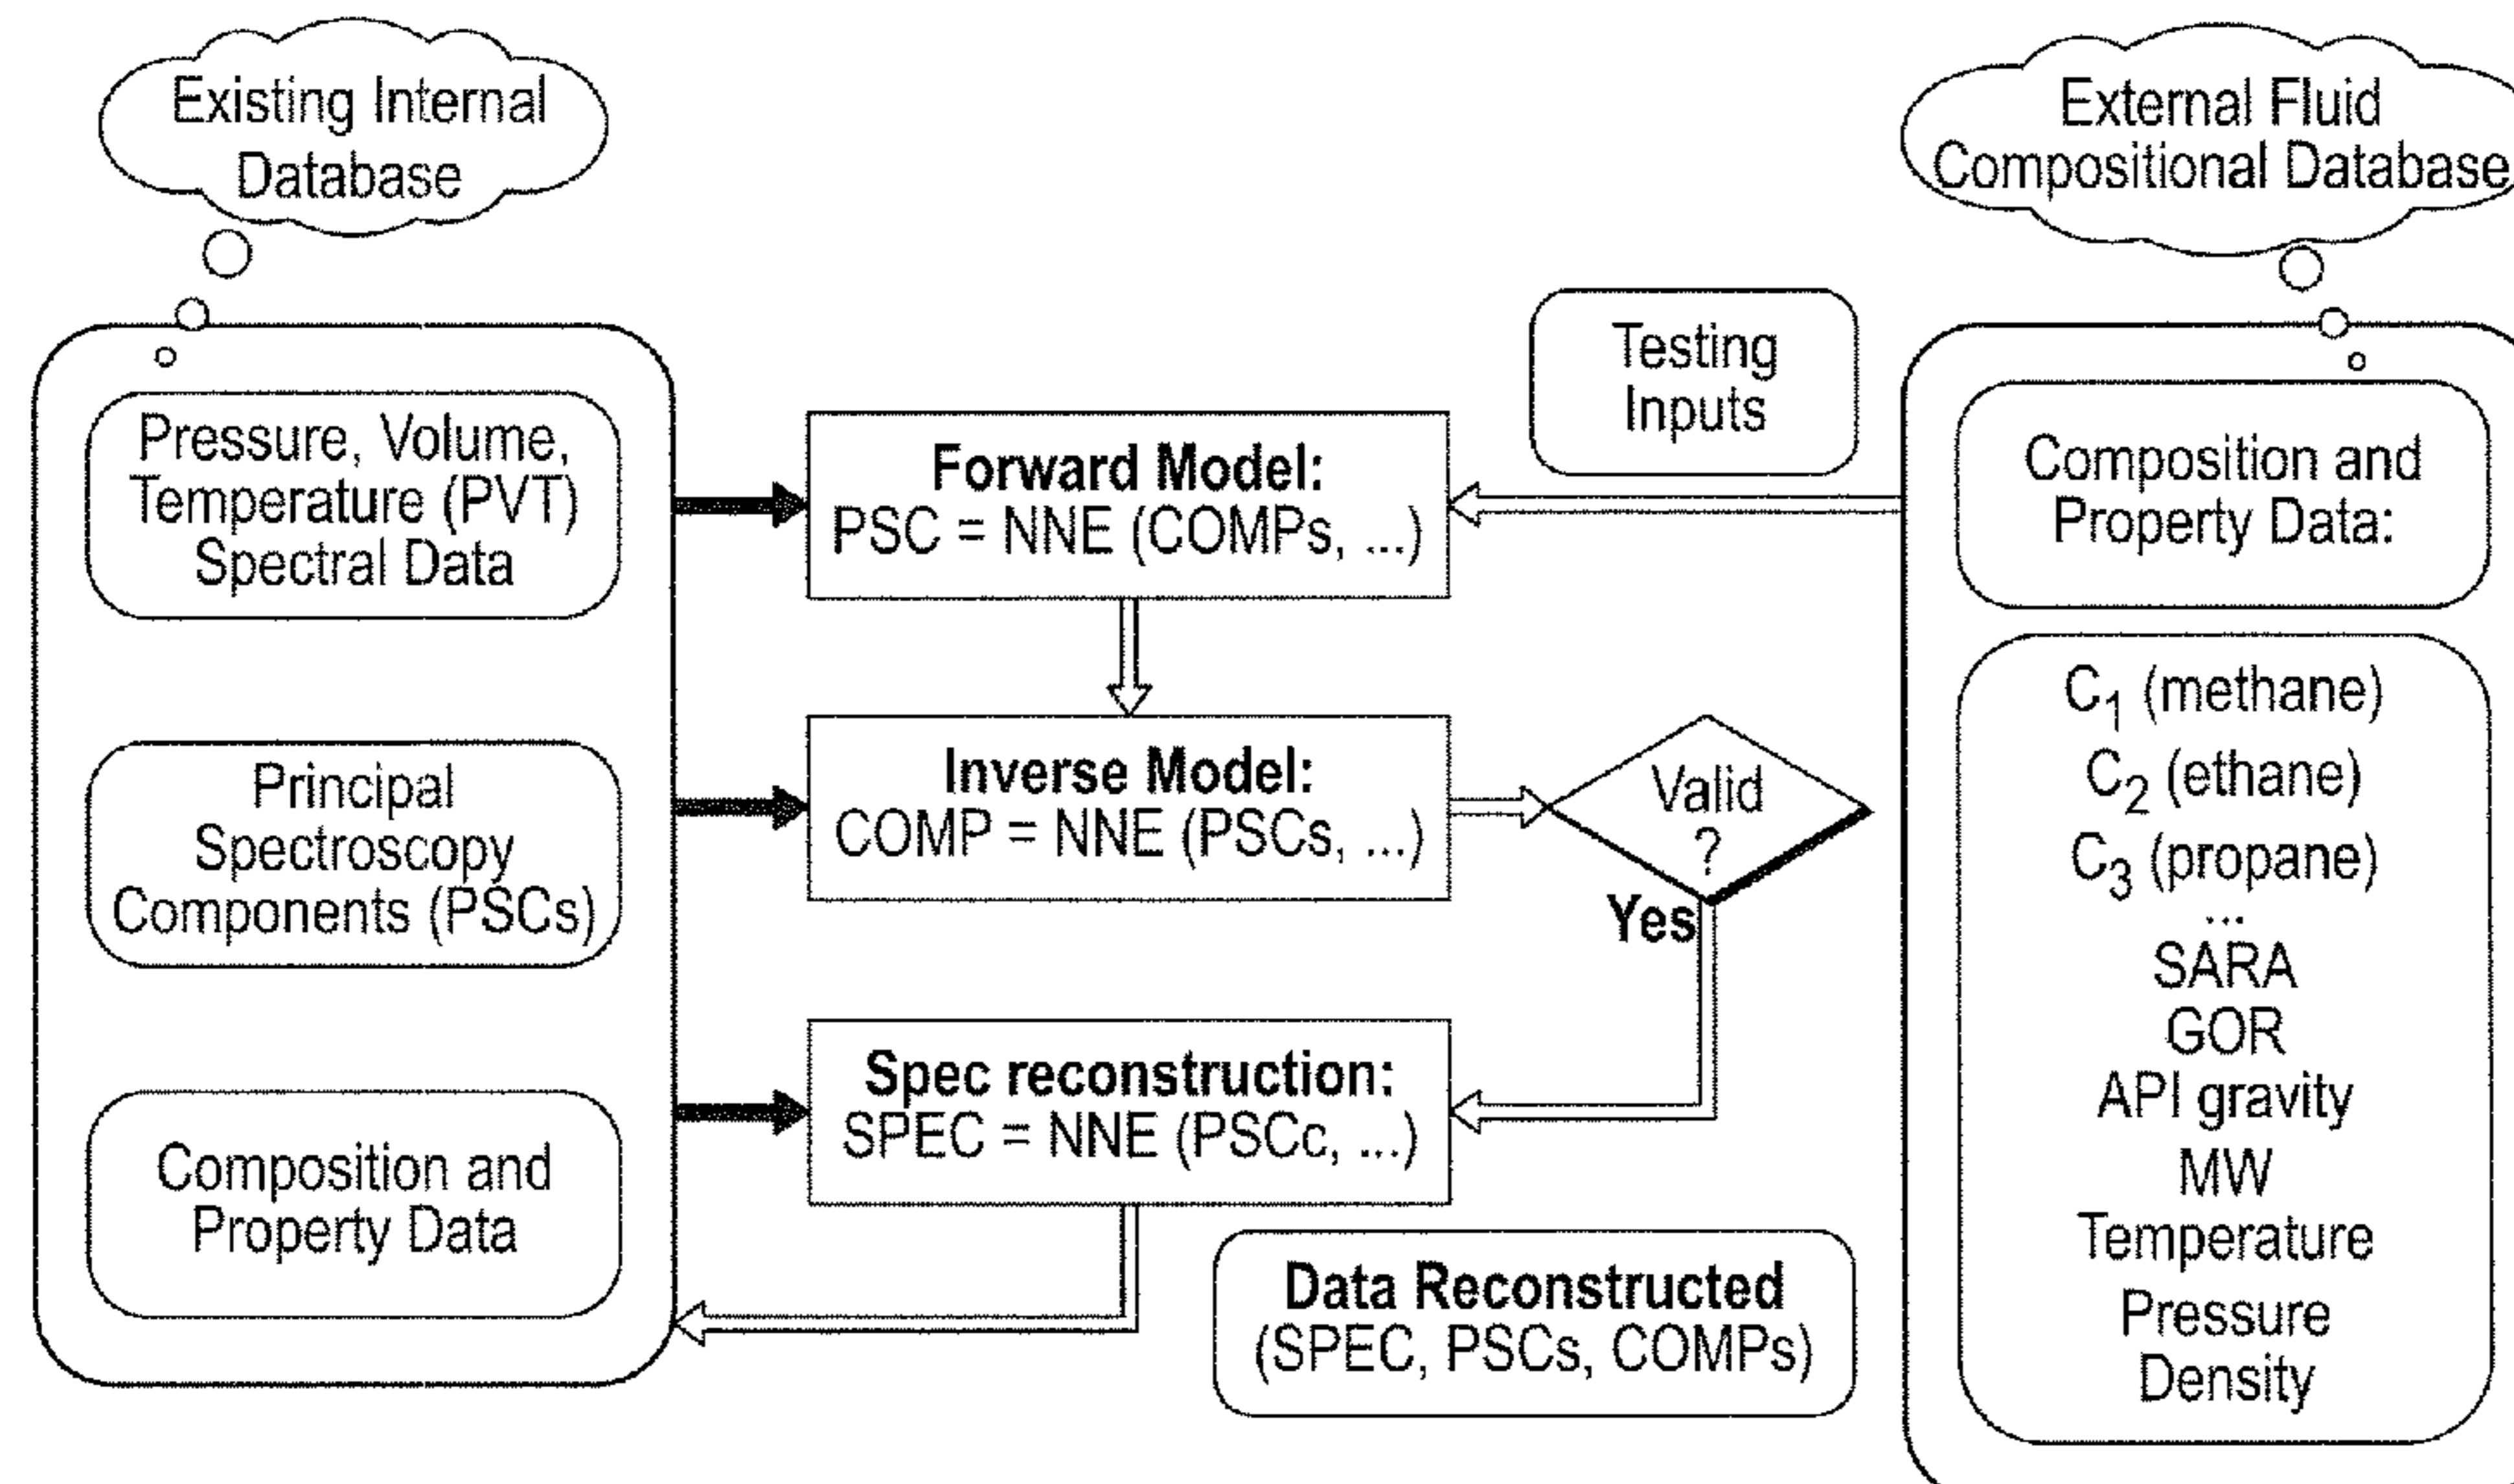 Existing Internal
Database
External Fluid
Compositional Database
Pressure, Volume,
Temperature (PVT)
Spectral Data
Principal
Spectroscopy
Components (PSCs)
Composition and
Property Data
Forward Model:
PSC = NNE (COMPs, ...)
Inverse Model:
COMP = NNE (PSCs, ...)
Spec reconstruction:
SPEC = NNE (PSCc, ...)
Testing
Inputs
Valid
?
Yes
Data Reconstructed
(SPEC, PSCs, COMPs)
Composition and
Property Data:
C₁ (methane)
C₂ (ethane)
C₃ (propane)
...
SARA
GOR
API gravity
MW
Temperature
Pressure
Density